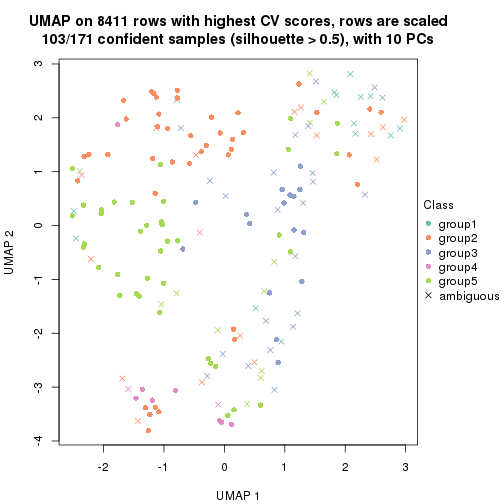 UMAP on 8411 rows with highest CV scores, rows are scaled
103/171 confident samples (silhouette > 0.5), with 10 PCs
3
2
1
0
-1
-2
-3
-4
UMAP 2
-2
-1
0
1
2
3
UMAP 1
Class
group1
group2
group3
group4
group5
ambiguous